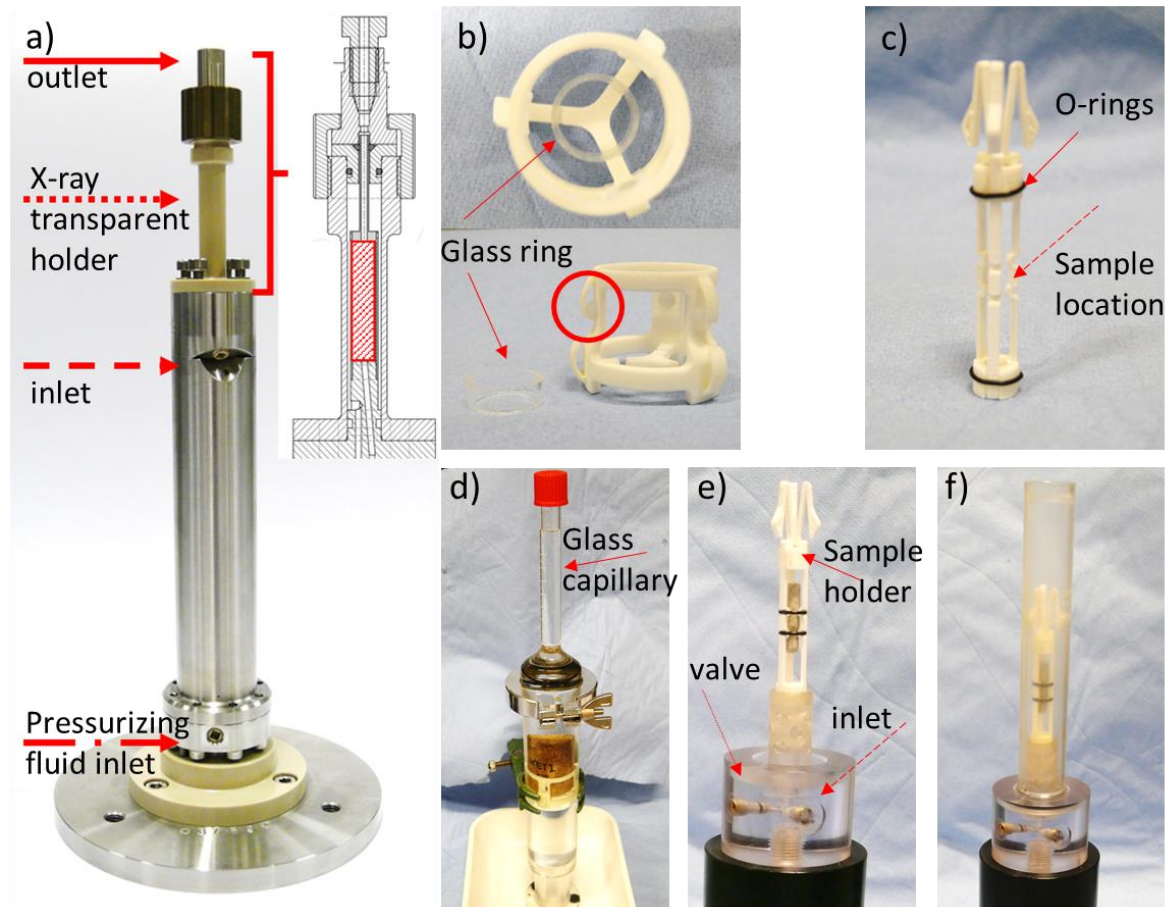 a)
outlet
X-ray
transparent
holder
inlet
Pressurizing
fluid inlet
b)
Glass ring
c)
O-rings
Sample
location
d)
Glass
capillary
e)
Sample
holder
valve
inlet
f)